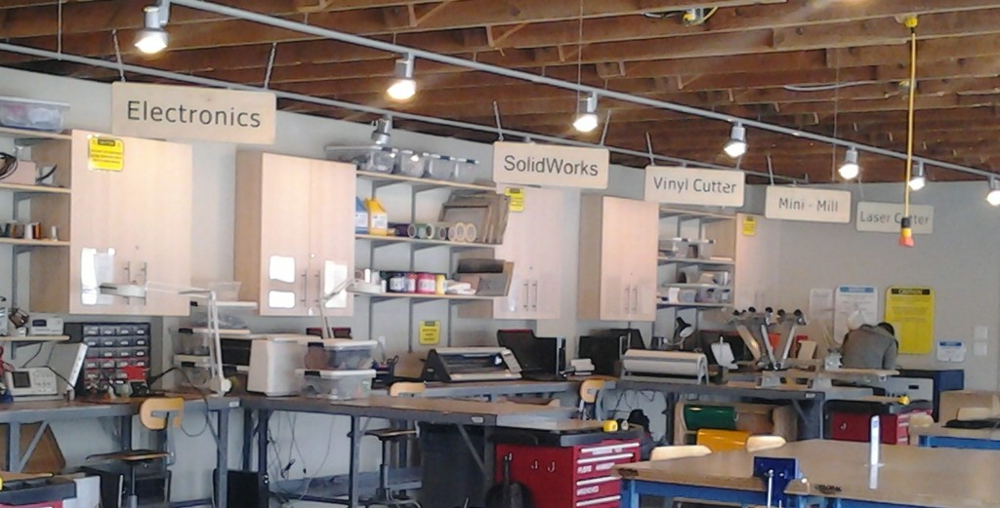 Electronics
SolidWorks
Vinyl Cutter
Mini - Mill
Laser Cutter